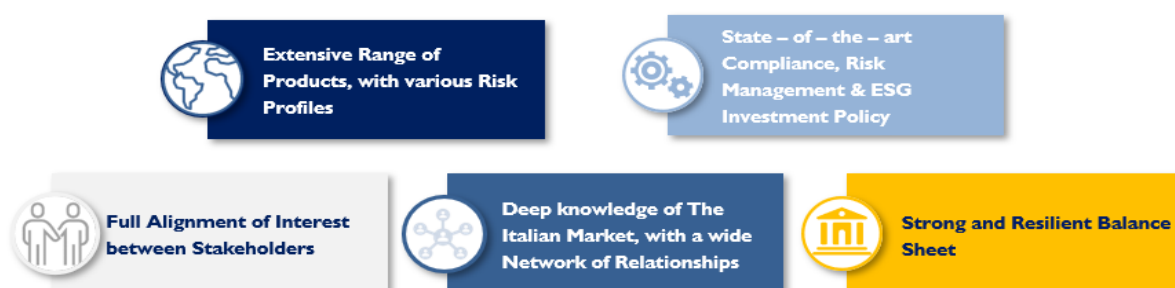 Extensive Range of
Products, with various Risk
Profiles
State – of – the – art
Compliance, Risk
Management & ESG
Investment Policy
Full Alignment of Interest
between Stakeholders
Deep knowledge of The
Italian Market, with a wide
Network of Relationships
Strong and Resilient Balance
Sheet